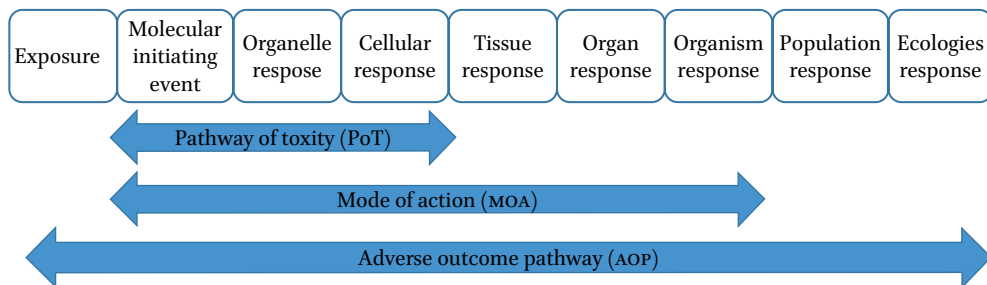 Exposure
Molecular
initiating
event
Organelle
respose
Cellular
response
Tissue
response
Organ
response
Organism
response
Population
response
Ecologies
response
Pathway of toxity (PoT)
Mode of action (MOA)
Adverse outcome pathway (AOP)